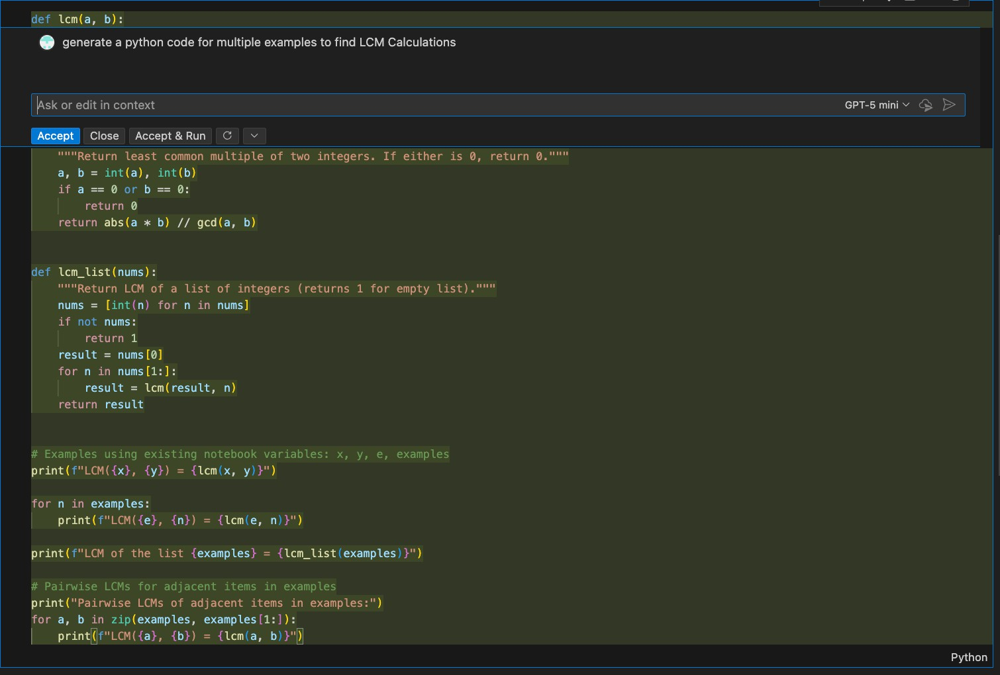 def lcm(a, b):
generate a python code for multiple examples to find LCM Calculations
Ask or edit in context
GPT-5 mini
Accept Close Accept & Run
"""Return least common multiple of two integers. If either is 0, return 0."""
a, b = int(a), int(b)
if a == 0 or b == 0:
return 0
return abs(a * b) // gcd(a, b)
def lcm_list(nums):
"""Return LCM of a list of integers (returns 1 for empty list)."""
nums = [int(n) for n in nums]
if not nums:
return 1
result = nums[0]
for n in nums[1:]:
result = lcm(result, n)
return result
# Examples using existing notebook variables: x, y, e, examples
print(f"LCM({x}, {y}) = {lcm(x, y)}")
for n in examples:
print(f"LCM({e}, {n}) = {lcm(e, n)}")
print(f"LCM of the list {examples} = {lcm_list(examples)}")
# Pairwise LCMs for adjacent items in examples
print("Pairwise LCMs of adjacent items in examples:")
for a, b in zip(examples, examples[1:]):
print(f"LCM({a}, {b}) = {lcm(a, b)}")
Python